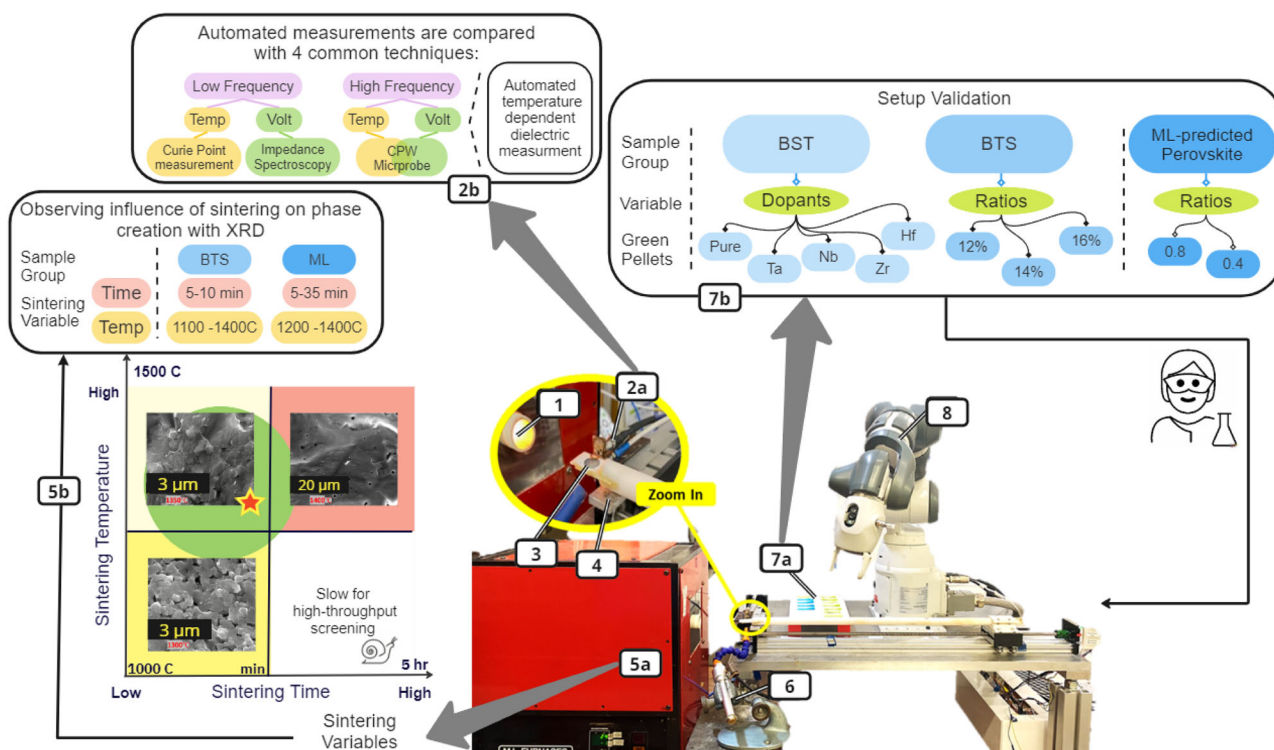 Automated measurements are compared
with 4 common techniques:
Low Frequency
High Frequency
Temp
Volt
Temp
Volt
Curie Point
measurement
Impedance
Spectroscopy
CPW
Micrprobe
Automated
temperature
dependent
dielectric
measurment
2b
Setup Validation
Sample
Group
BST
BTS
ML-predicted
Perovskite
Variable
Dopants
Ratios
Ratios
Green
Pellets
Pure
Ta
Nb
Zr
Hf
12%
14%
16%
0.8
0.4
7b
Observing influence of sintering on phase
creation with XRD
Sample
Group
BTS
ML
Sintering
Variable
Time
5-10 min
5-35 min
Temp
1100 -1400C
1200 -1400C
1500 C
High
Sintering Temperature
3 µm
1350 C
20 µm
1400 C
3 µm
1300 C
Slow for
high-throughput
screening
1000 C
min
5 hr
Low
Sintering Time
High
5b
Sintering
Variables
1
2a
3
4
Zoom In
5a
6
7a
8